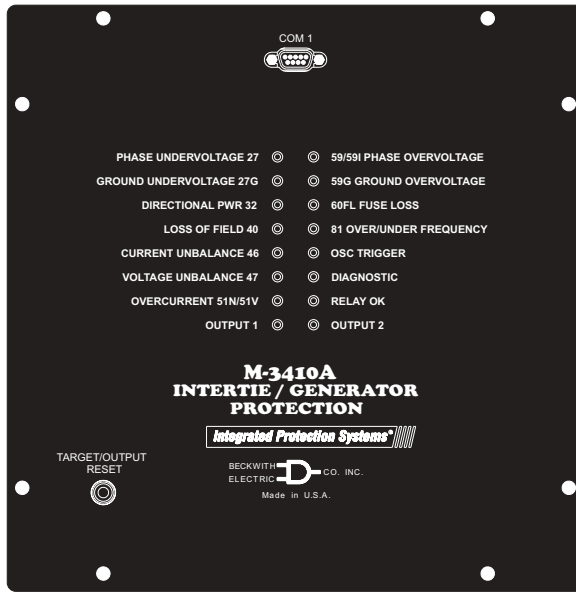 COM 1
PHASE UNDERVOLTAGE 27
59/59I PHASE OVERVOLTAGE
GROUND UNDERVOLTAGE 27G
59G GROUND OVERVOLTAGE
DIRECTIONAL PWR 32
60FL FUSE LOSS
LOSS OF FIELD 40
81 OVER/UNDER FREQUENCY
CURRENT UNBALANCE 46
OSC TRIGGER
VOLTAGE UNBALANCE 47
DIAGNOSTIC
OVERCURRENT 51N/51V
RELAY OK
OUTPUT 1
OUTPUT 2
M-3410A
INTERTIE / GENERATOR
PROTECTION
Integrated Protection Systems®
TARGET/OUTPUT
RESET
BECKWITH
ELECTRIC
CO. INC.
Made in U.S.A.